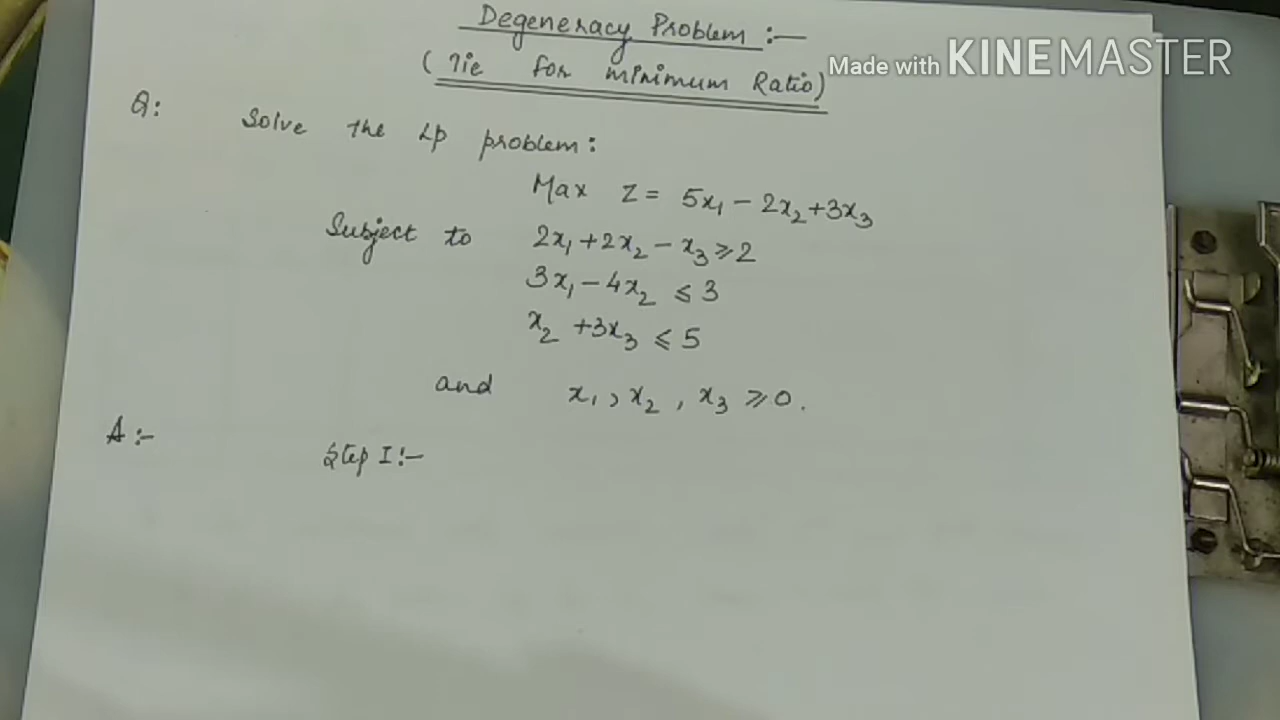 Degeneracy Problem :-
(Tie for minimum Ratio)
Made with KINEMASTER
Q: Solve the LP problem:
Max Z = 5x₁ - 2x₂ + 3x₃
Subject to 2x₁ + 2x₂ - x₃ ≥ 2
3x₁ - 4x₂ ≤ 3
x₂ + 3x₃ ≤ 5
and x₁, x₂, x₃ ≥ 0.
A:- Step I:-